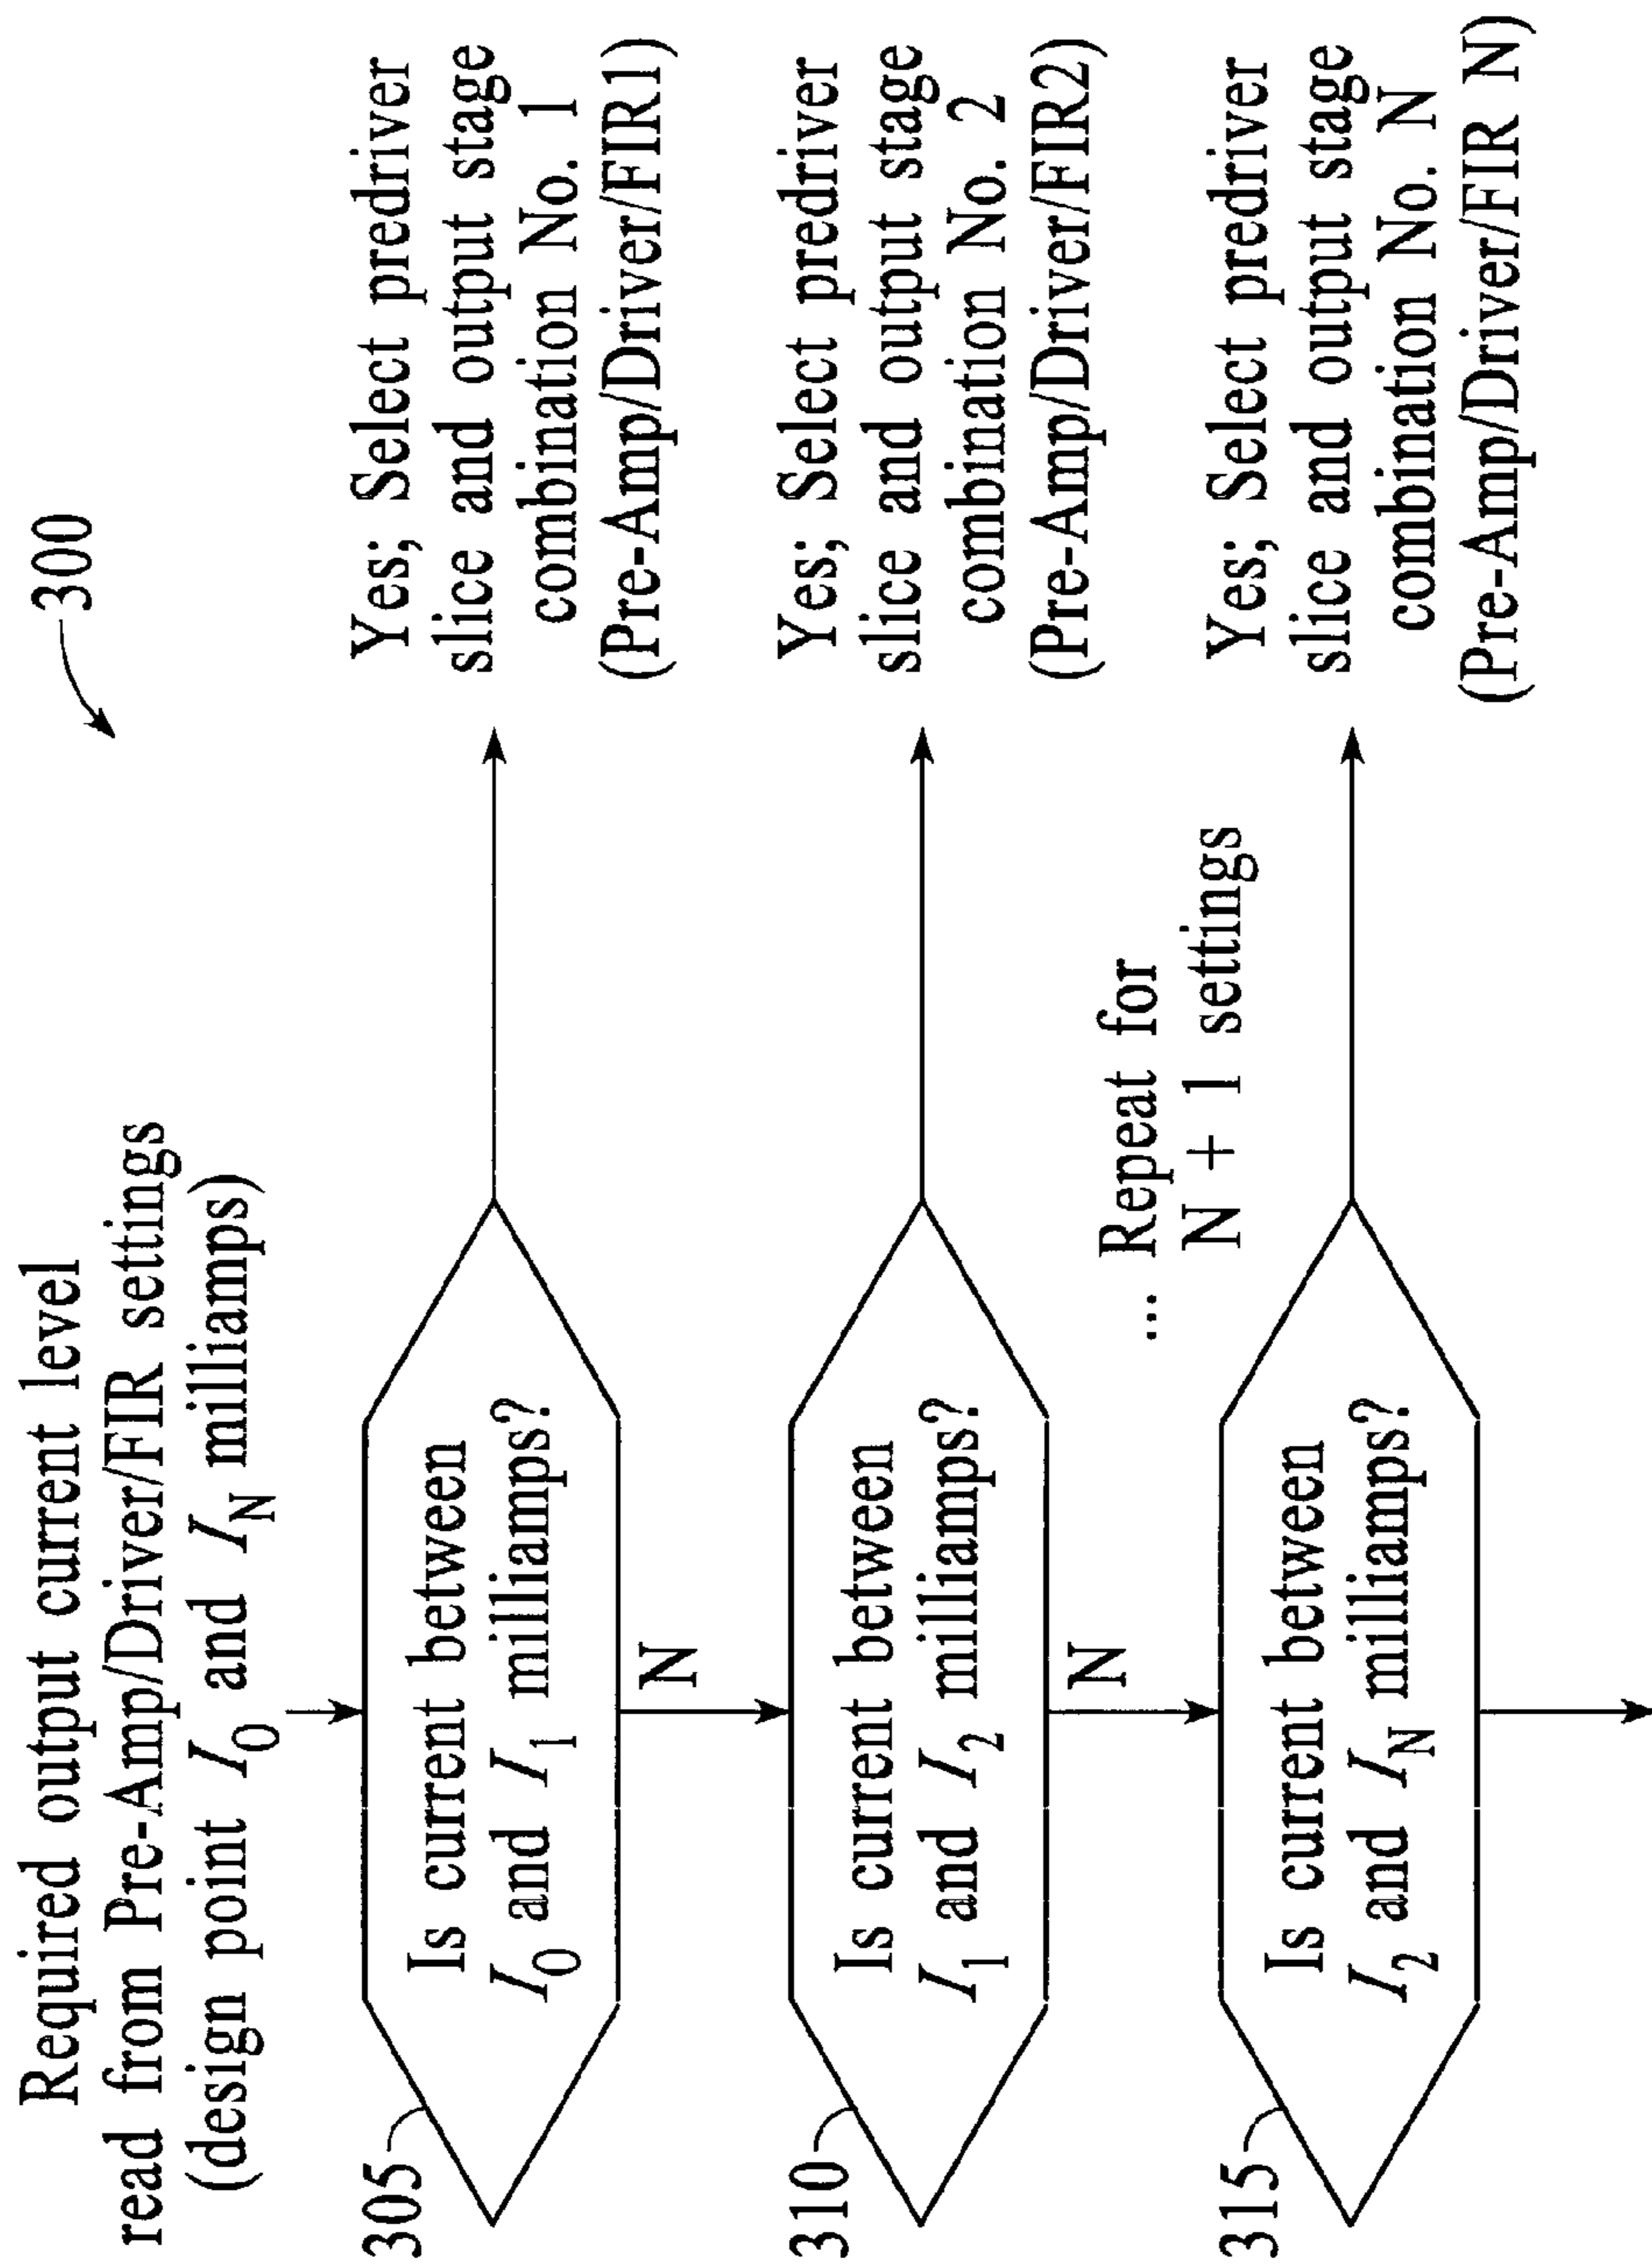 300
Required output current level
read from Pre-Amp/Driver/FIR settings
(design point I0 and IN milliamps)
305
Is current between
I0 and I1 milliamps?
Yes; Select predriver
slice and output stage
combination No. 1
(Pre-Amp/Driver/FIR1)
N
310
Is current between
I1 and I2 milliamps?
Yes; Select predriver
slice and output stage
combination No. 2
(Pre-Amp/Driver/FIR2)
N
... Repeat for
N + 1 settings
315
Is current between
I2 and IN milliamps?
Yes; Select predriver
slice and output stage
combination No. N
(Pre-Amp/Driver/FIR N)